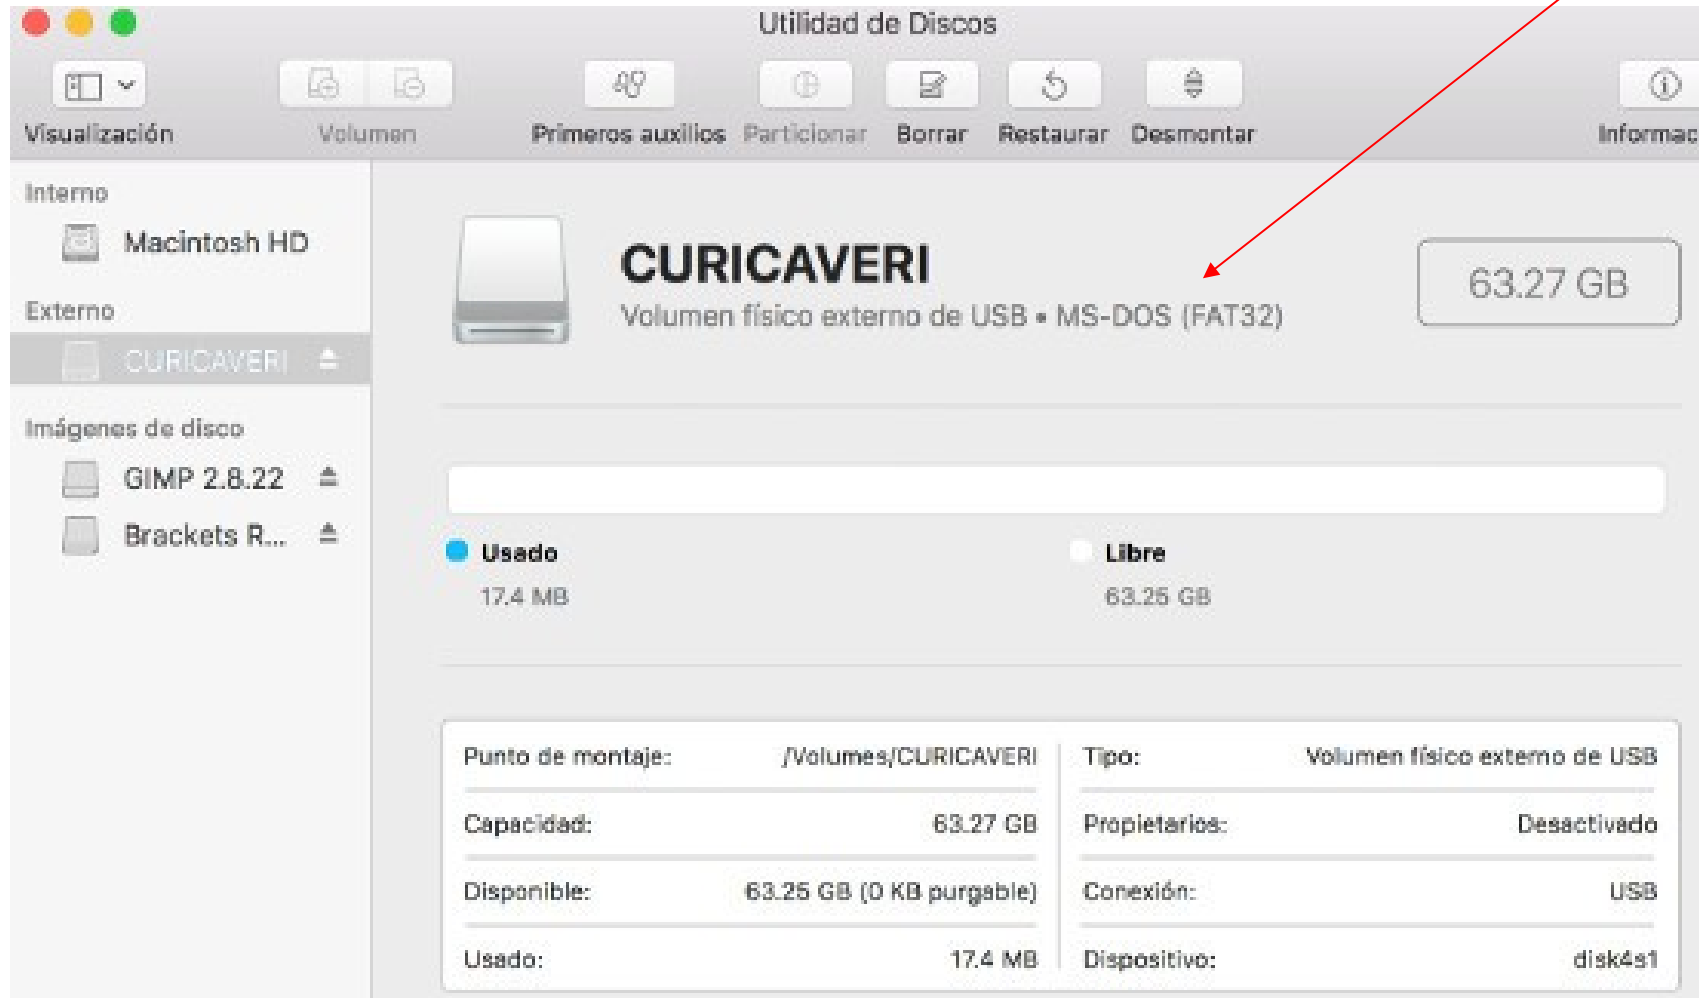 Utilidad de Discos
Visualización Volumen Primeros auxilios Particionar Borrar Restaurar Desmontar Informac
Interno
Macintosh HD
Externo
CURICAVERI
Imágenes de disco
GIMP 2.8.22
Brackets R...
CURICAVERI
Volumen físico externo de USB • MS-DOS (FAT32)
63.27 GB
Usado
17.4 MB
Libre
63.25 GB
Punto de montaje: /Volumes/CURICAVERI
Capacidad: 63.27 GB
Disponible: 63.25 GB (0 KB purgable)
Usado: 17.4 MB
Tipo: Volumen físico externo de USB
Propietarios: Desactivado
Conexión: USB
Dispositivo: disk4s1